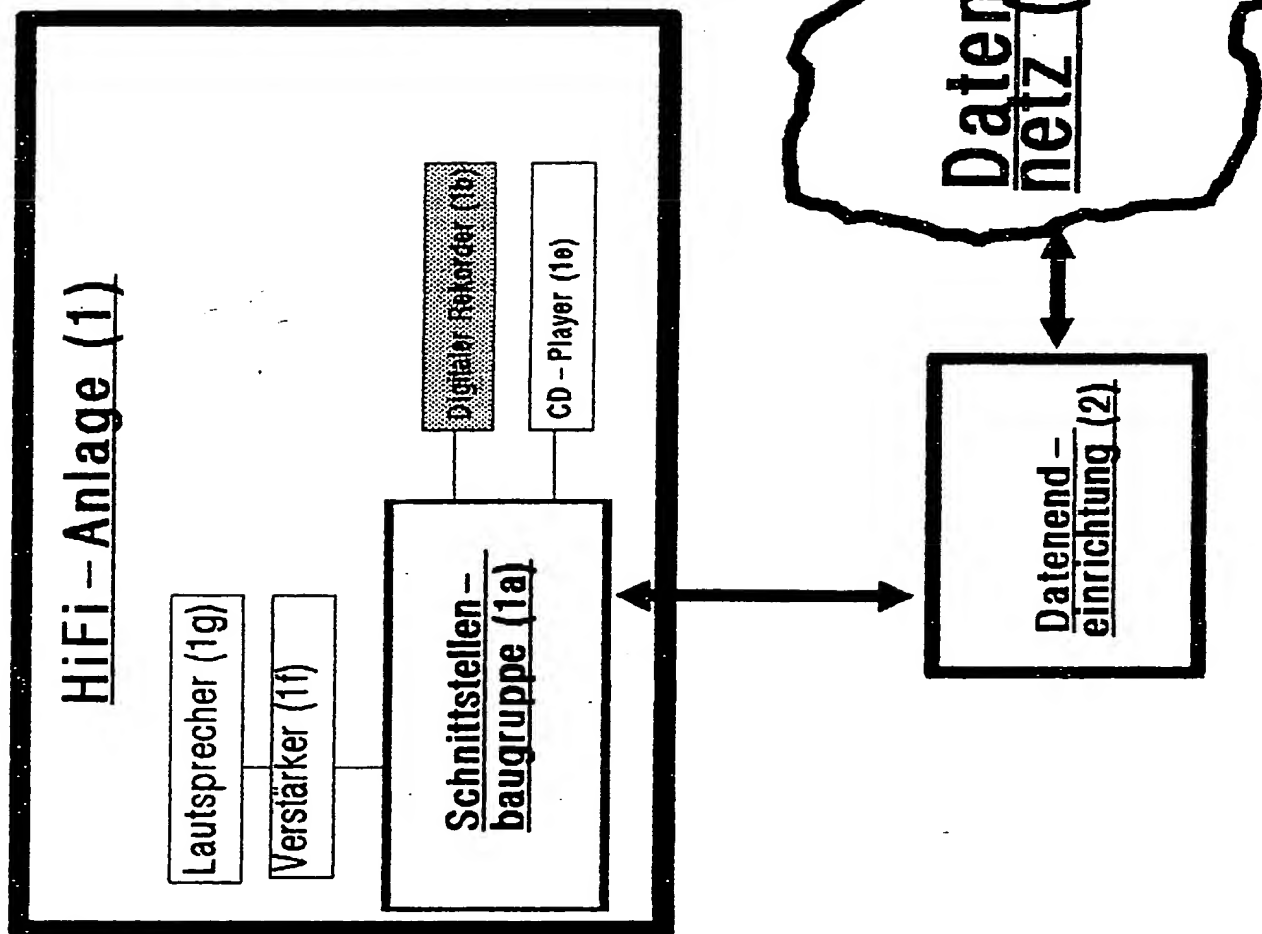 HiFi – Anlage (1)
Lautsprecher (1g)
Verstärker (1f)
Schnittstellen –
baugruppe (1a)
Digitaler Rekorder (1b)
CD – Player (1e)
Datenend –
einrichtung (2)
Daten
netz